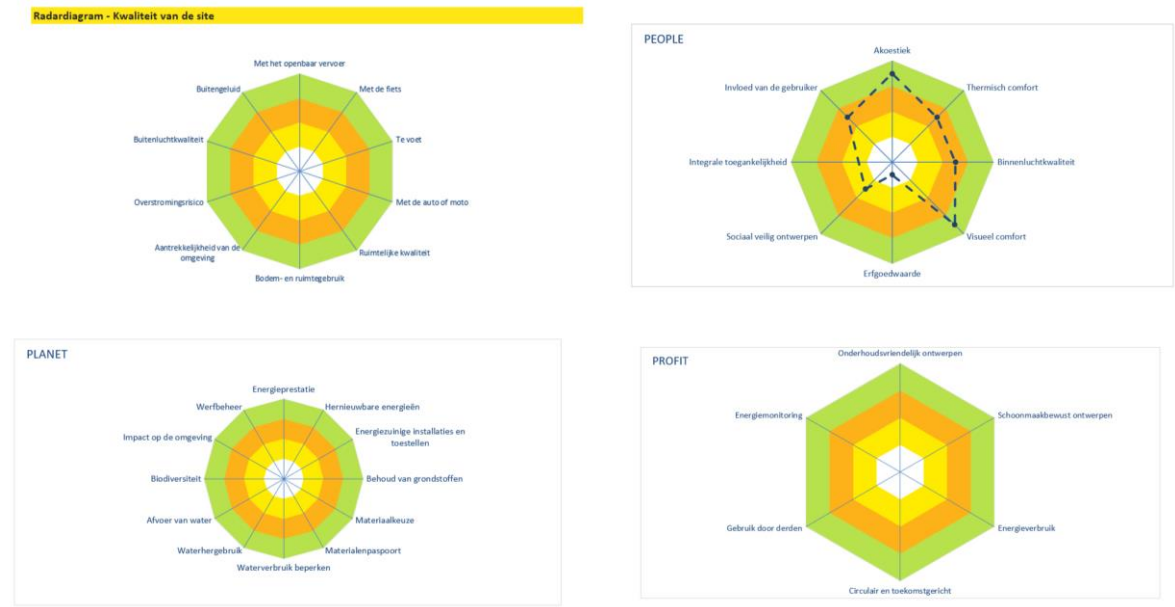 Radardiagram - Kwaliteit van de site
Met het openbaar vervoer
Buitengeluid
Met de fiets
Buitenluchtkwaliteit
Te voet
Overstromingsrisico
Met de auto of moto
Aantrekkelijkheid van de
omgeving
Ruimtelijke kwaliteit
Bodem- en ruimtegebruik
PEOPLE
Akoestiek
Invloed van de gebruiker
Thermisch comfort
Integrale toegankelijkheid
Binnenluchtkwaliteit
Sociaal veilig ontwerpen
Visueel comfort
Erfgoedwaarde
PLANET
Energieprestatie
Werfbeheer
Hernieuwbare energieën
Impact op de omgeving
Energiezuinige installaties en
toestellen
Biodiversiteit
Behoud van grondstoffen
Afvoer van water
Materiaalkeuze
Waterhergebruik
Materialenpaspoort
Waterverbruik beperken
PROFIT
Onderhoudsvriendelijk ontwerpen
Energiemonitoring
Schoonmaakbewust ontwerpen
Gebruik door derden
Energieverbruik
Circulair en toekomstgericht